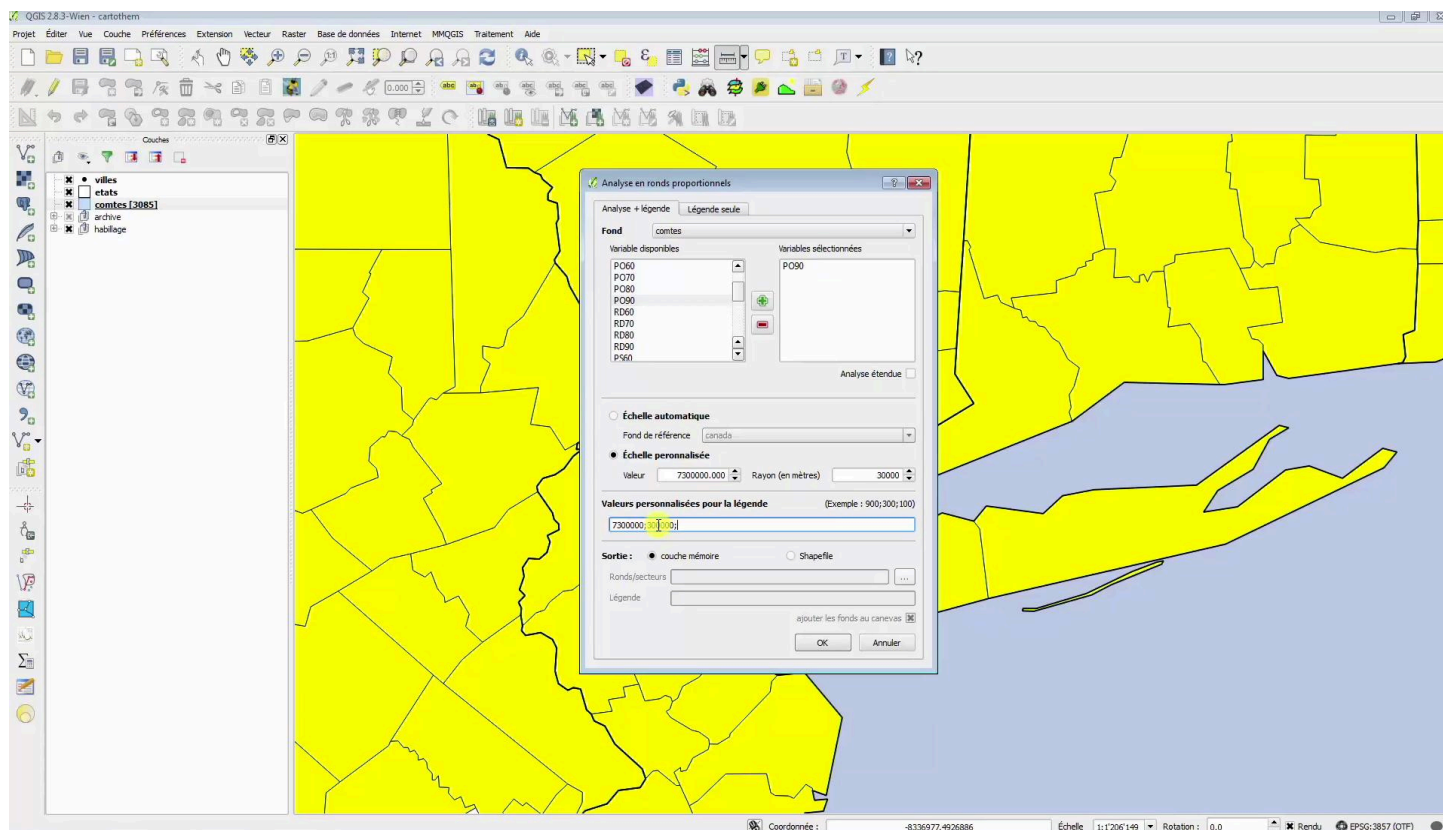 QGIS 2.8.3-Wien - cartothem
Projet Éditer Vue Couche Préférences Extension Vecteur Raster Base de données Internet MMQGIS Traitement Aide
0.000
Couches
villes
etats
comtes [3085]
archive
habillage
Analyse en ronds proportionnels
Analyse + légende Légende seule
Fond comtes
Variable disponibles Variables sélectionnées
PO60 PO90
PO70
PO80
PO90
RD60
RD70
RD80
RD90
PS60
Analyse étendue
Échelle automatique
Fond de référence canada
Échelle peronnalisée
Valeur 7300000.000 Rayon (en mètres) 30000
Valeurs personnalisées pour la légende (Exemple : 900;300;100)
7300000;
Sortie : couche mémoire Shapefile
Ronds/secteurs ...
Légende
ajouter les fonds au canevas
OK Annuler
Coordonnée : -8336977.4926886 Échelle 1:1'206'149 Rotation : 0.0 Rendu EPSG:3857 (OTF)